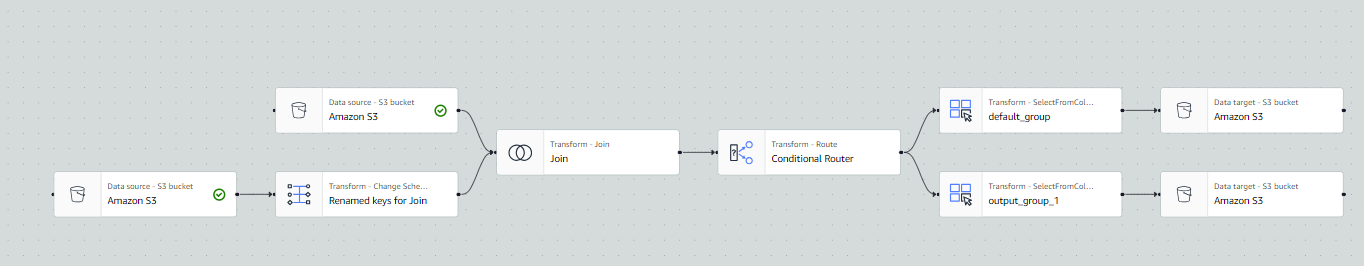 Data source - S3 bucket
Amazon S3
Data source - S3 bucket
Amazon S3
Transform - Change Sche...
Renamed keys for Join
Transform - Join
Join
Transform - Route
Conditional Router
Transform - SelectFromCol...
default_group
Data target - S3 bucket
Amazon S3
Transform - SelectFromCol...
output_group_1
Data target - S3 bucket
Amazon S3